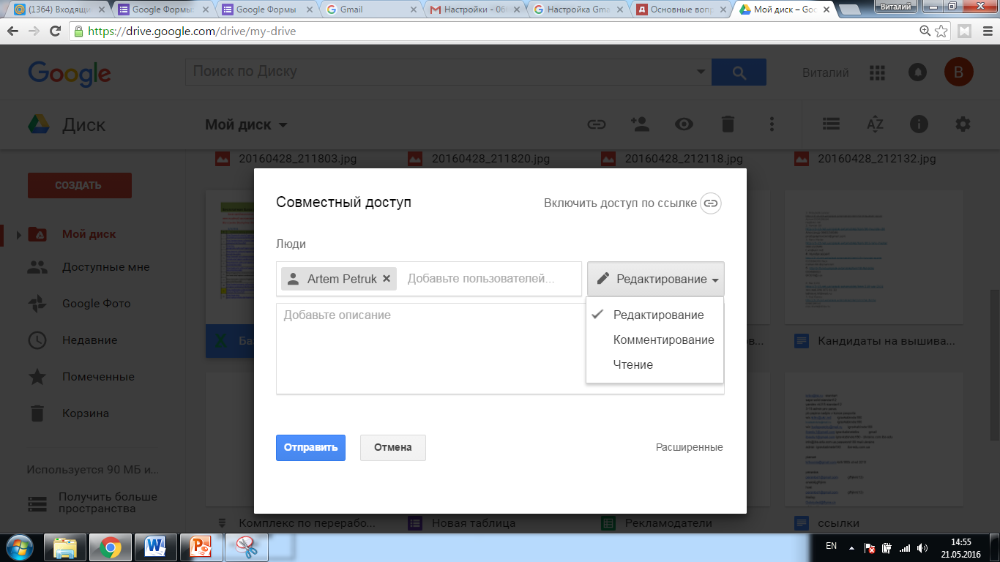 (1364) Входящи
Google Формы:
Google Формы
Gmail
Настройки - 066
Настройка Gma
Основные вопр
Мой диск – Goo
Виталий
https://drive.google.com/drive/my-drive
Google
Поиск по Диску
Виталий
B
Диск
Мой диск
20160428_211803.jpg
20160428_211820.jpg
20160428_212118.jpg
20160428_212132.jpg
СОЗДАТЬ
Мой диск
Доступные мне
Google Фото
Недавние
Помеченные
Корзина
Используется 90 МБ и...
Получить больше
пространства
Совместный доступ
Включить доступ по ссылке
Люди
Artem Petruk
Добавьте пользователей...
Редактирование
Добавьте описание
Редактирование
Комментирование
Чтение
Отправить
Отмена
Расширенные
Ба
ов...
Кандидаты на вышива...
Комплекс по перерабо...
Новая таблица
Рекламодатели
ссылки
EN
14:55
21.05.2016